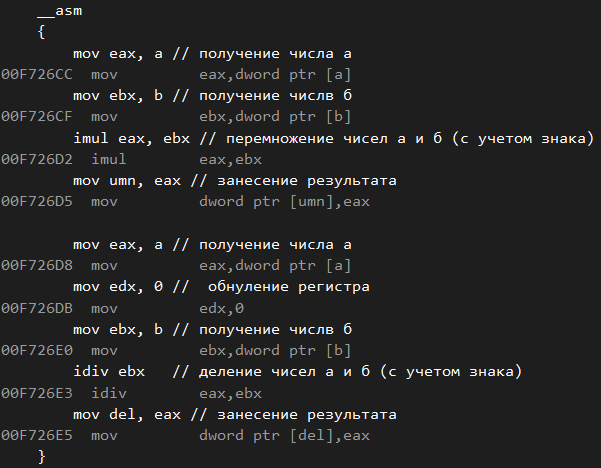 __asm
{
mov eax, a // получение числа а
00F726CC mov eax,dword ptr [a]
mov ebx, b // получение числв б
00F726CF mov ebx,dword ptr [b]
imul eax, ebx // перемножение чисел а и б (с учетом знака)
00F726D2 imul eax,ebx
mov umn, eax // занесение результата
00F726D5 mov dword ptr [umn],eax
mov eax, a // получение числа а
00F726D8 mov eax,dword ptr [a]
mov edx, 0 // обнуление регистра
00F726DB mov edx,0
mov ebx, b // получение числв б
00F726E0 mov ebx,dword ptr [b]
idiv ebx // деление чисел а и б (с учетом знака)
00F726E3 idiv eax,ebx
mov del, eax // занесение результата
00F726E5 mov dword ptr [del],eax
}